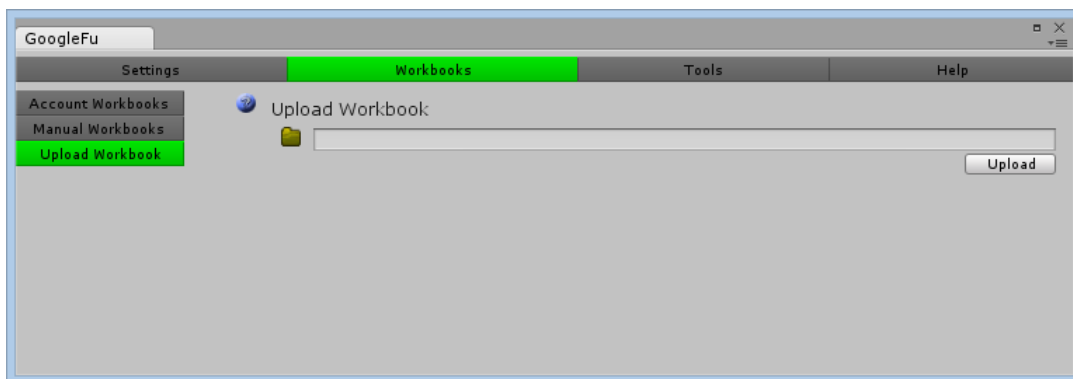 GoogleFu
Settings Workbooks Tools Help
Account Workbooks
Manual Workbooks
Upload Workbook
Upload Workbook
Upload